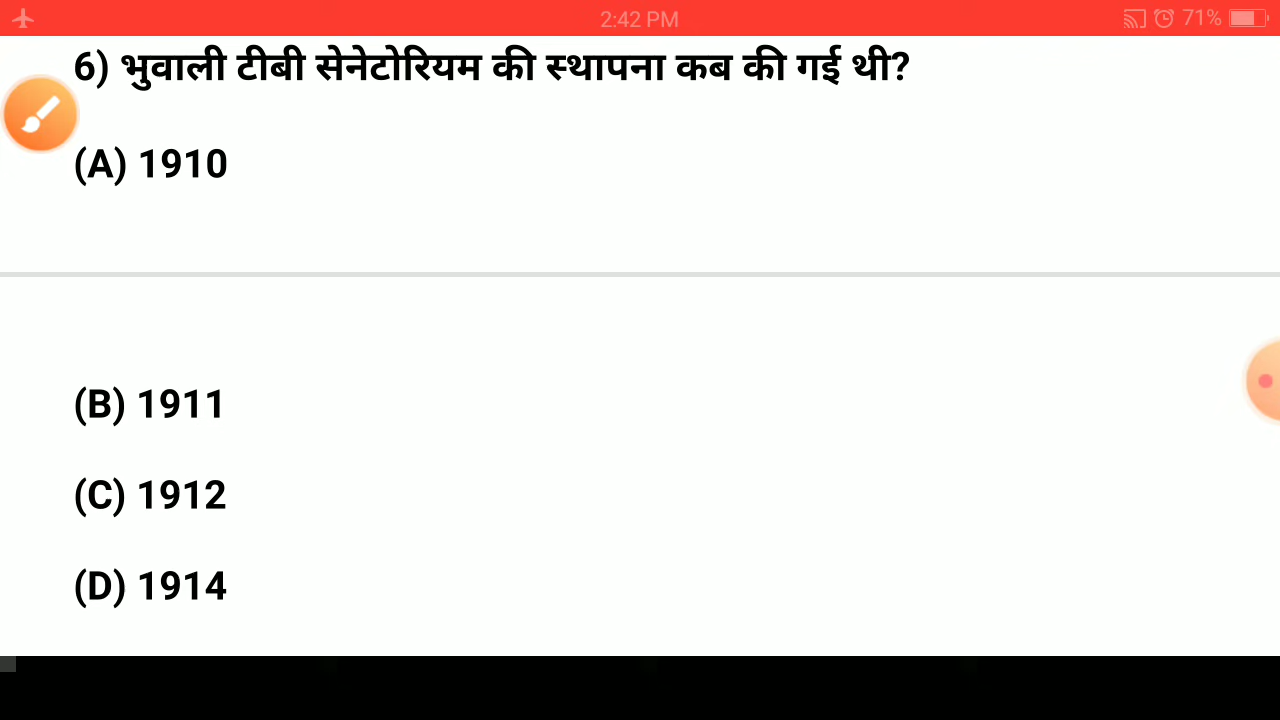 2:42 PM 71%
6) भुवाली टीबी सेनेटोरियम की स्थापना कब की गई थी?
(A) 1910
(B) 1911
(C) 1912
(D) 1914